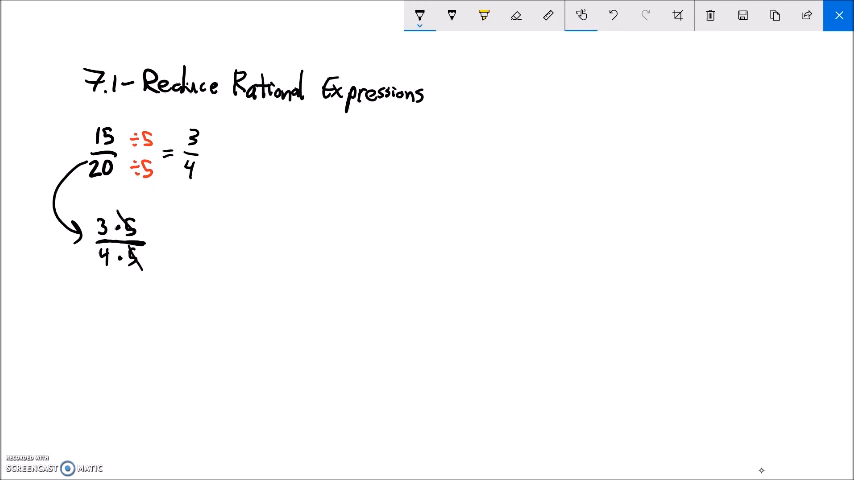 7.1 - Reduce Rational Expressions
15 ÷5 = 3
20 ÷5 4
3 · 5
4 · 5
RECORDED WITH
SCREENCAST MATIC